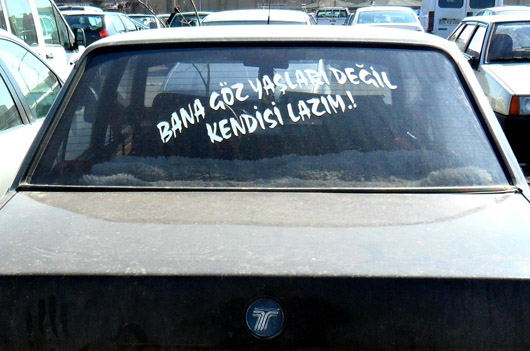 BANA GÖZ YAŞLARI DEĞİL
KENDİSİ LAZIM.!
T